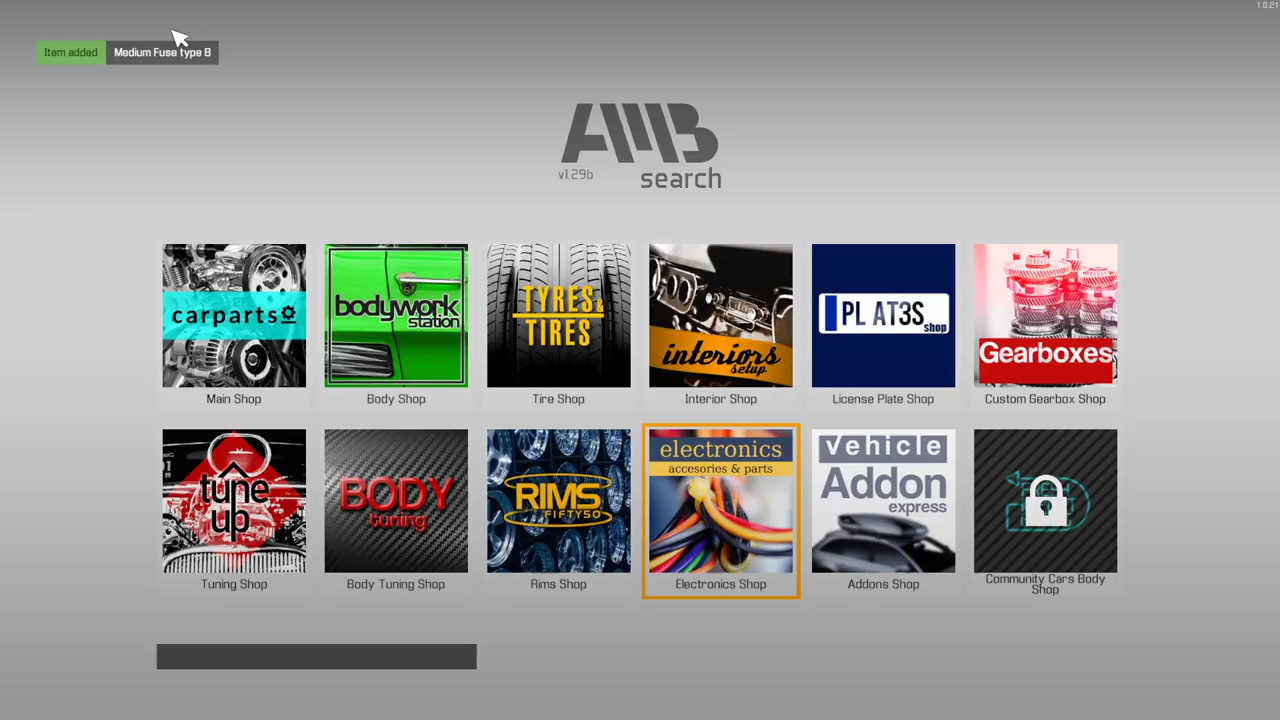 1.0.21
Item added Medium Fuse type B
AMB
v1.29b search
carparts
bodywork
station
TYRES&
TIRES
interiors
setup
PL AT3S
shop
Gearboxes
Main Shop
Body Shop
Tire Shop
Interior Shop
License Plate Shop
Custom Gearbox Shop
tune
up
BODY
tuning
RIMS
FIFTY50
electronics
accesories & parts
vehicle
Addon
express
Tuning Shop
Body Tuning Shop
Rims Shop
Electronics Shop
Addons Shop
Community Cars Body
Shop